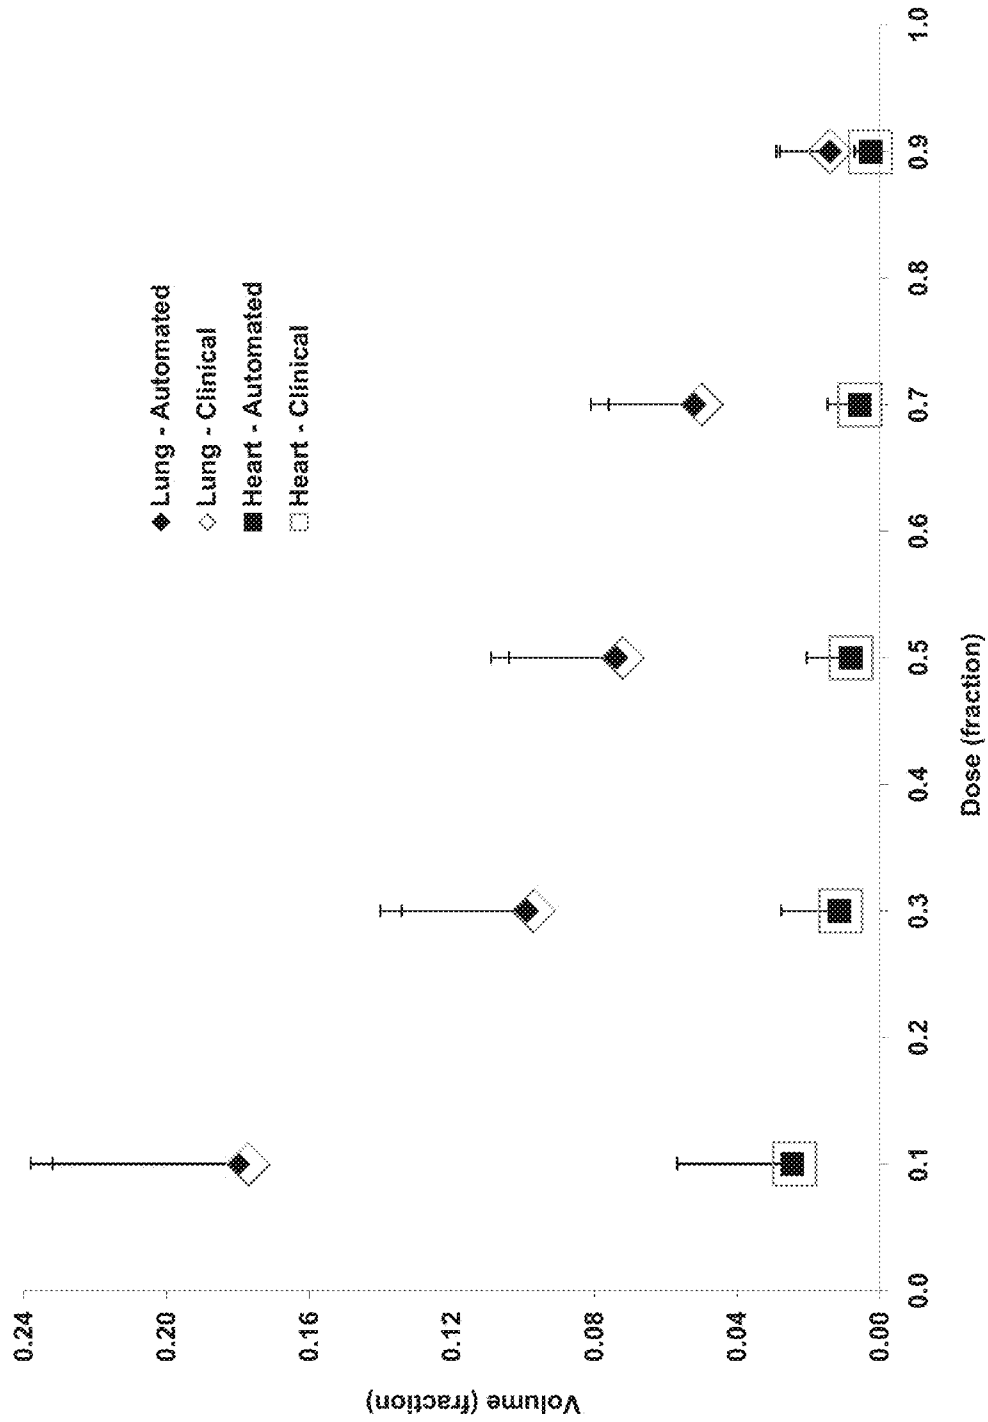 Volume (fraction)
0.24
0.20
0.16
0.12
0.08
0.04
0.00
Lung - Automated
Lung - Clinical
Heart - Automated
Heart - Clinical
0.0 0.1 0.2 0.3 0.4 0.5 0.6 0.7 0.8 0.9 1.0
Dose (fraction)